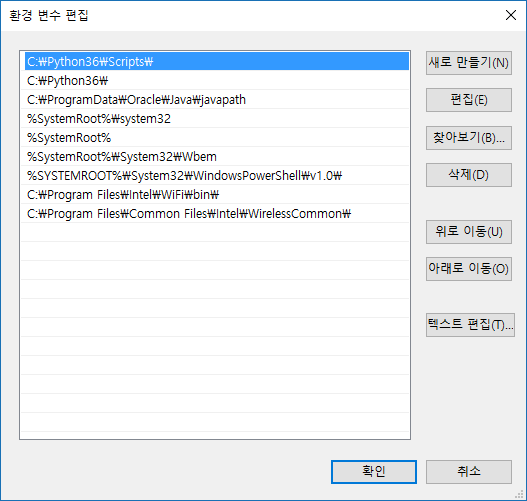 환경 변수 편집
C:₩Python36₩Scripts₩
C:₩Python36₩
C:₩ProgramData₩Oracle₩Java₩javapath
%SystemRoot%₩system32
%SystemRoot%
%SystemRoot%₩System32₩Wbem
%SYSTEMROOT%₩System32₩WindowsPowerShell₩v1.0₩
C:₩Program Files₩Intel₩WiFi₩bin₩
C:₩Program Files₩Common Files₩Intel₩WirelessCommon₩
새로 만들기(N)
편집(E)
찾아보기(B)...
삭제(D)
위로 이동(U)
아래로 이동(O)
텍스트 편집(T)...
확인
취소